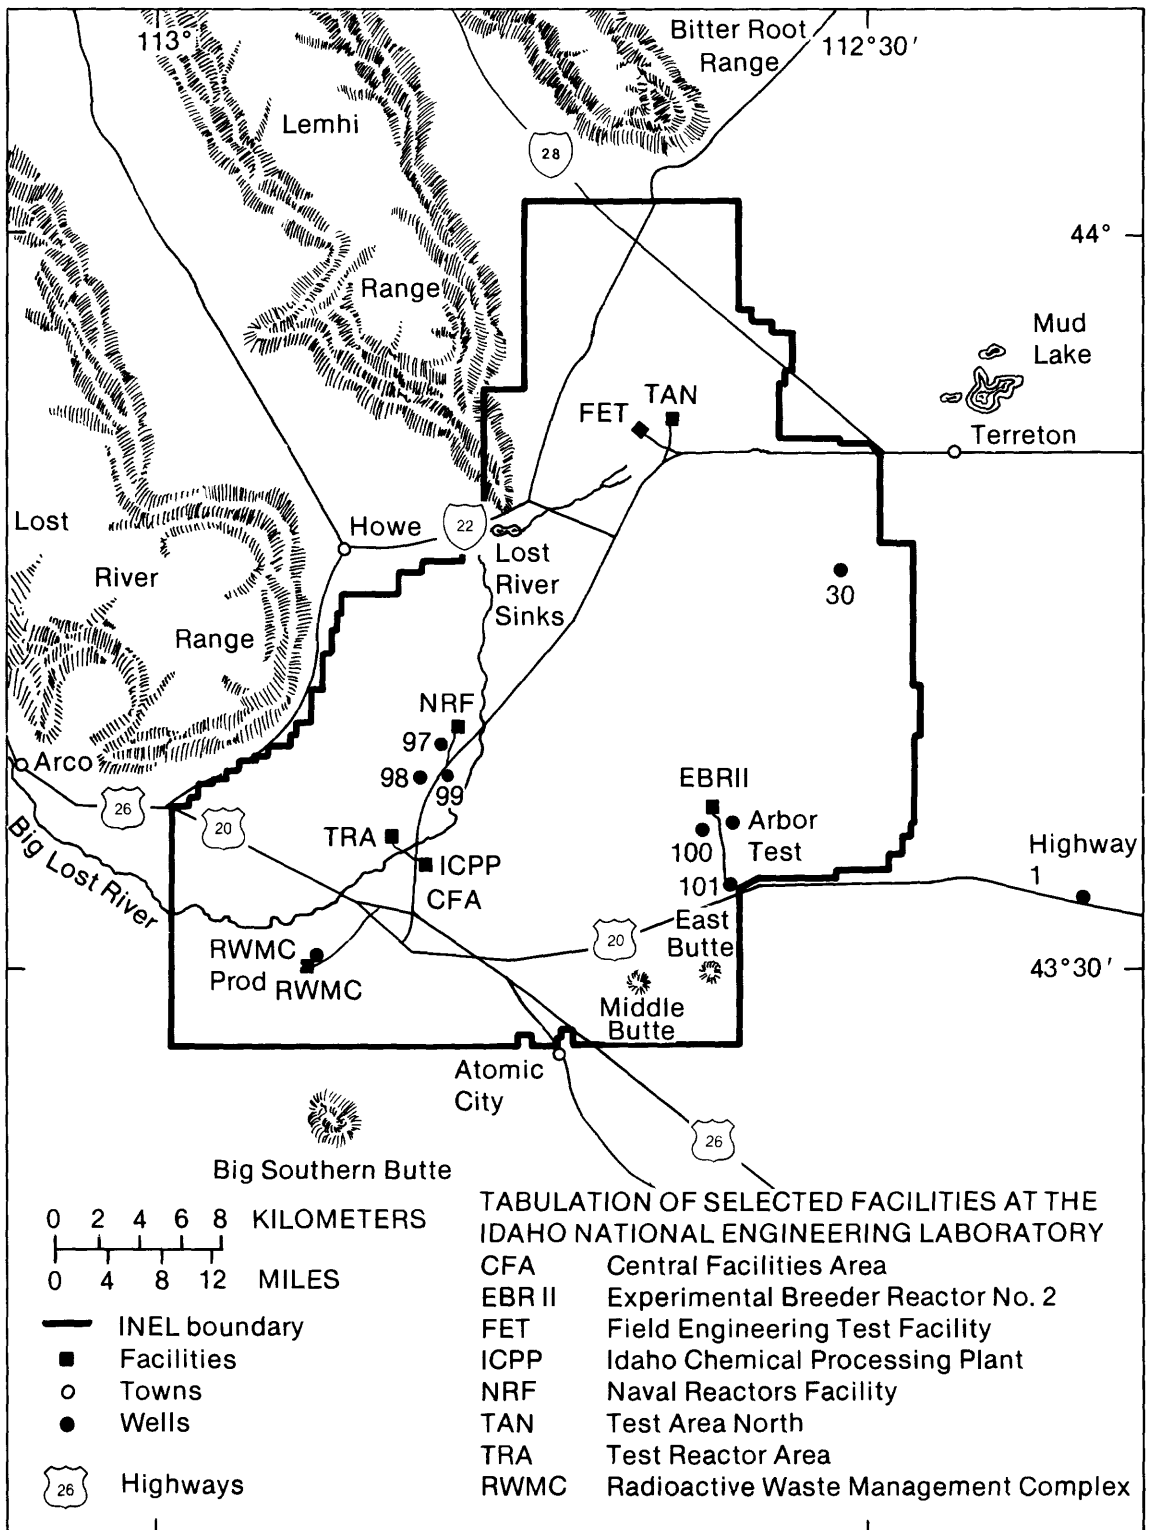 113°
Bitter Root
Range
112°30′
Lemhi
28
44°
Range
Mud
Lake
TAN
FET
Terreton
Lost
Howe
22
Lost
River
Sinks
River
30
Range
NRF
97
98
99
Arco
EBRII
26
20
TRA
100
Arbor
Test
Highway
1
Big Lost River
ICPP
CFA
101
East
Butte
20
RWMC
Prod
RWMC
43°30′
Middle
Butte
Atomic
City
26
Big Southern Butte
0 2 4 6 8 KILOMETERS
0 4 8 12 MILES
INEL boundary
Facilities
Towns
Wells
26 Highways
TABULATION OF SELECTED FACILITIES AT THE
IDAHO NATIONAL ENGINEERING LABORATORY
CFA Central Facilities Area
EBR II Experimental Breeder Reactor No. 2
FET Field Engineering Test Facility
ICPP Idaho Chemical Processing Plant
NRF Naval Reactors Facility
TAN Test Area North
TRA Test Reactor Area
RWMC Radioactive Waste Management Complex